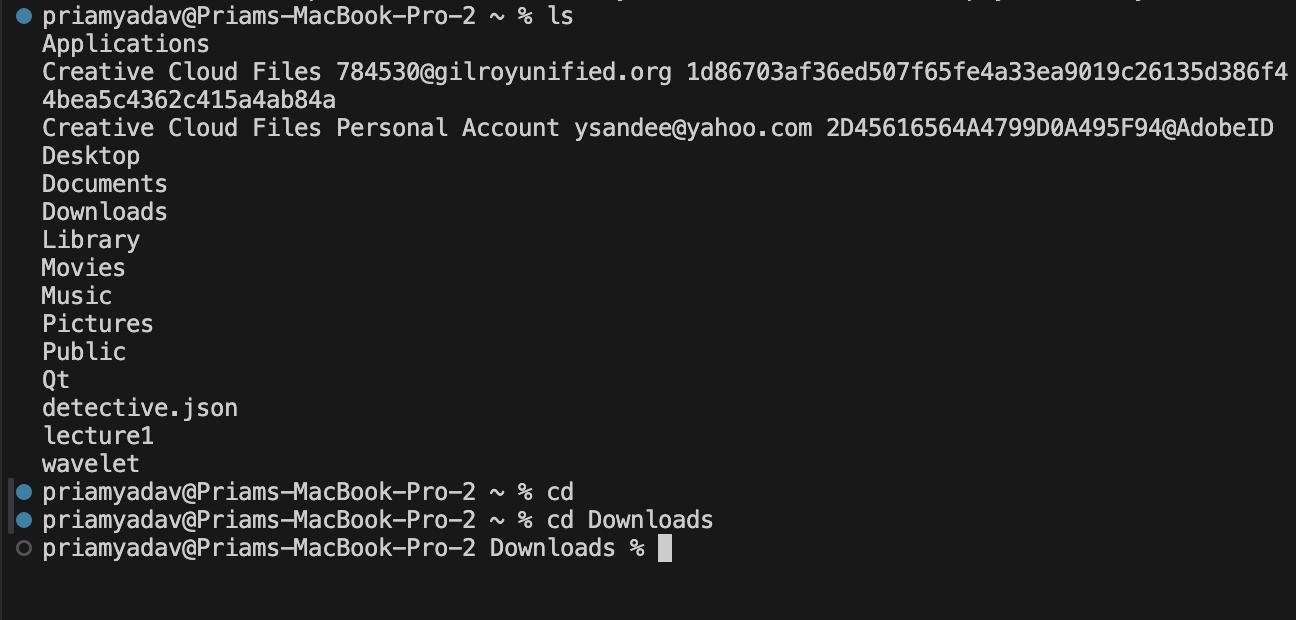 priamyadav@Priams-MacBook-Pro-2 ~ % ls
Applications
Creative Cloud Files 784530@gilroyunified.org 1d86703af36ed507f65fe4a33ea9019c26135d386f4
4bea5c4362c415a4ab84a
Creative Cloud Files Personal Account ysandee@yahoo.com 2D45616564A4799D0A495F94@AdobeID
Desktop
Documents
Downloads
Library
Movies
Music
Pictures
Public
Qt
detective.json
lecture1
wavelet
priamyadav@Priams-MacBook-Pro-2 ~ % cd
priamyadav@Priams-MacBook-Pro-2 ~ % cd Downloads
priamyadav@Priams-MacBook-Pro-2 Downloads %